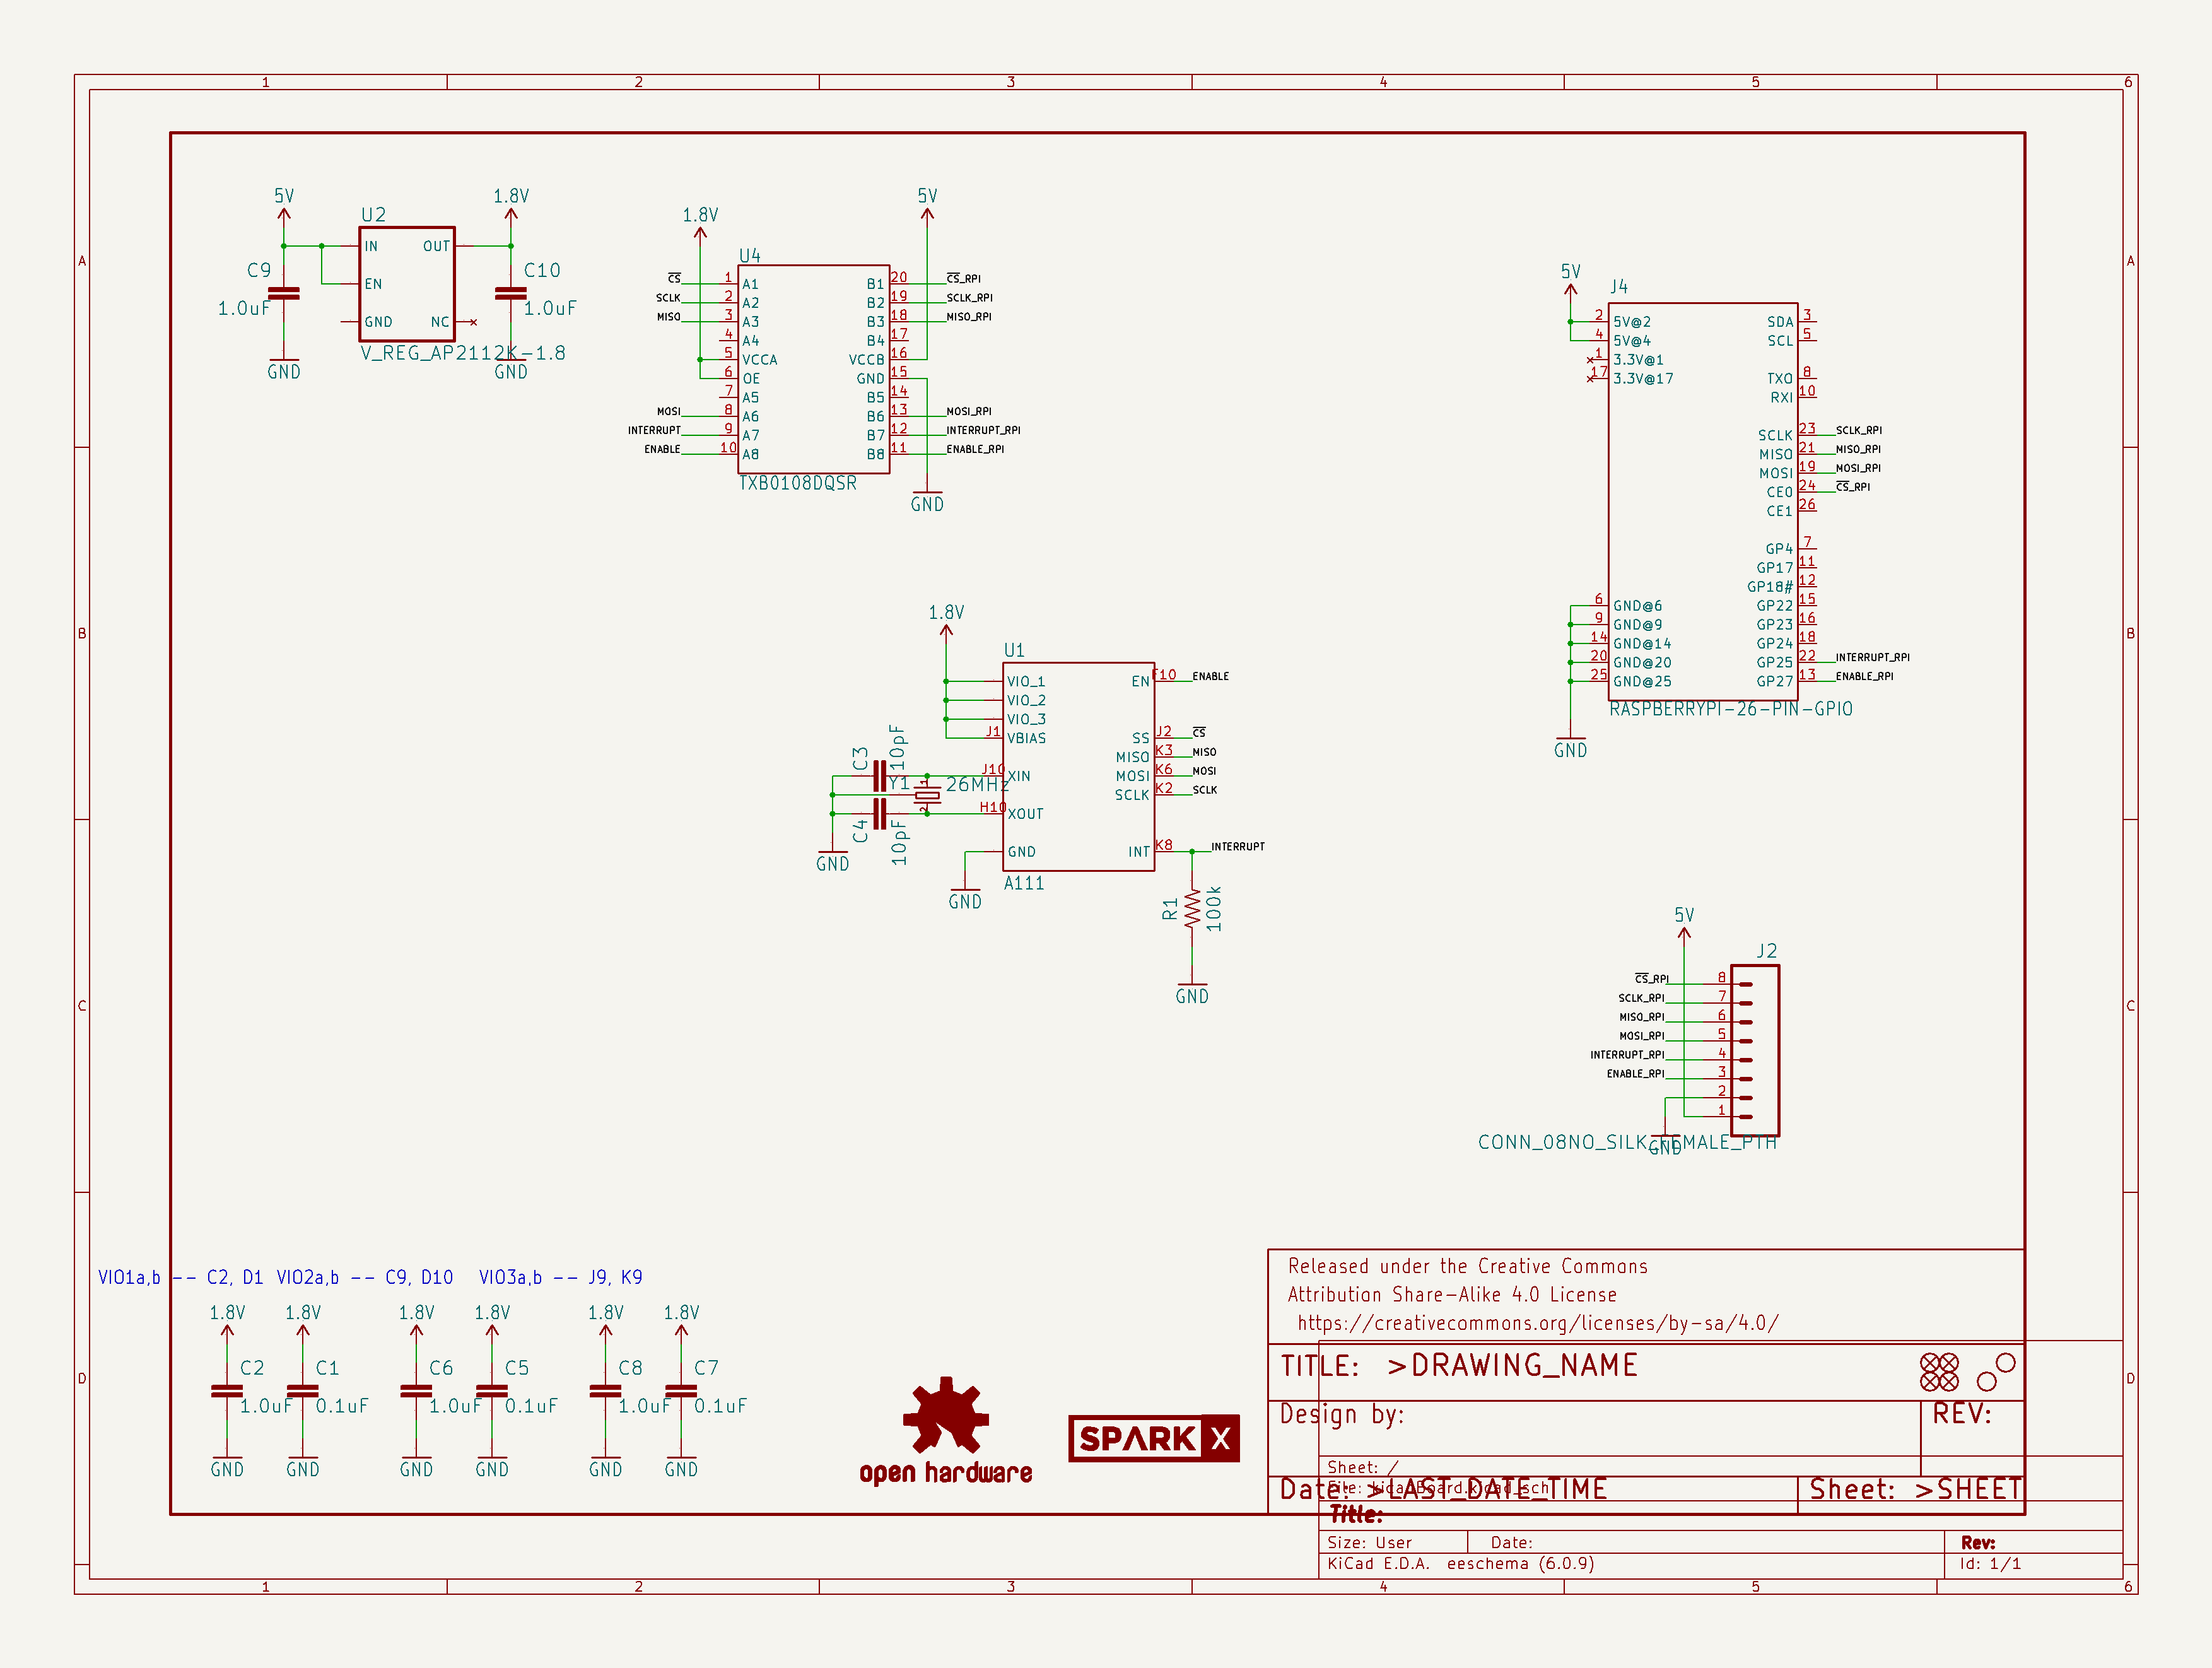 1 2 3 4 5 6
A A
B B
C C
D D
5V 1.8V
U2
IN OUT
EN
GND NC
C9 1.0uF
C10 1.0uF
V_REG_AP2112K-1.8
GND GND
1.8V 5V
U4
CS 1 A1 B1 20 CS_RPI
SCLK 2 A2 B2 19 SCLK_RPI
MISO 3 A3 B3 18 MISO_RPI
4 A4 B4 17
5 VCCA VCCB 16
6 OE GND 15
7 A5 B5 14
MOSI 8 A6 B6 13 MOSI_RPI
INTERRUPT 9 A7 B7 12 INTERRUPT_RPI
ENABLE 10 A8 B8 11 ENABLE_RPI
TXB0108DQSR
GND
5V
J4
2 5V@2 SDA 3
4 5V@4 SCL 5
1 3.3V@1
17 3.3V@17 TXO 8
RXI 10
SCLK 23 SCLK_RPI
MISO 21 MISO_RPI
MOSI 19 MOSI_RPI
CE0 24 CS_RPI
CE1 26
GP4 7
GP17 11
GP18# 12
6 GND@6 GP22 15
9 GND@9 GP23 16
14 GND@14 GP24 18
20 GND@20 GP25 22 INTERRUPT_RPI
25 GND@25 GP27 13 ENABLE_RPI
RASPBERRYPI-26-PIN-GPIO
GND
1.8V
U1
VIO_1 EN F10 ENABLE
VIO_2
VIO_3
J1 VBIAS SS J2 CS
MISO K3 MISO
J10 XIN MOSI K6 MOSI
SCLK K2 SCLK
H10 XOUT
GND INT K8 INTERRUPT
A111
C3 10pF
Y1 26MHz
1
2
C4 10pF
GND
GND
R1 100k
GND
5V
J2
CS_RPI 8
SCLK_RPI 7
MISO_RPI 6
MOSI_RPI 5
INTERRUPT_RPI 4
ENABLE_RPI 3
2
1
CONN_08NO_SILK_FEMALE_PTH
GND
VIO1a,b -- C2, D1 VIO2a,b -- C9, D10 VIO3a,b -- J9, K9
1.8V 1.8V 1.8V 1.8V 1.8V 1.8V
C2 C1 C6 C5 C8 C7
1.0uF 0.1uF 1.0uF 0.1uF 1.0uF 0.1uF
GND GND GND GND GND GND
open hardware
SPARK X
Released under the Creative Commons
Attribution Share-Alike 4.0 License
https://creativecommons.org/licenses/by-sa/4.0/
TITLE: >DRAWING_NAME
Design by: REV:
Date: >LAST_DATE_TIME Sheet: >SHEET
Sheet: /
File: kicadBoard.kicad_sch
Title:
Size: User Date: Rev:
KiCad E.D.A. eeschema (6.0.9) Id: 1/1
1 2 3 4 5 6